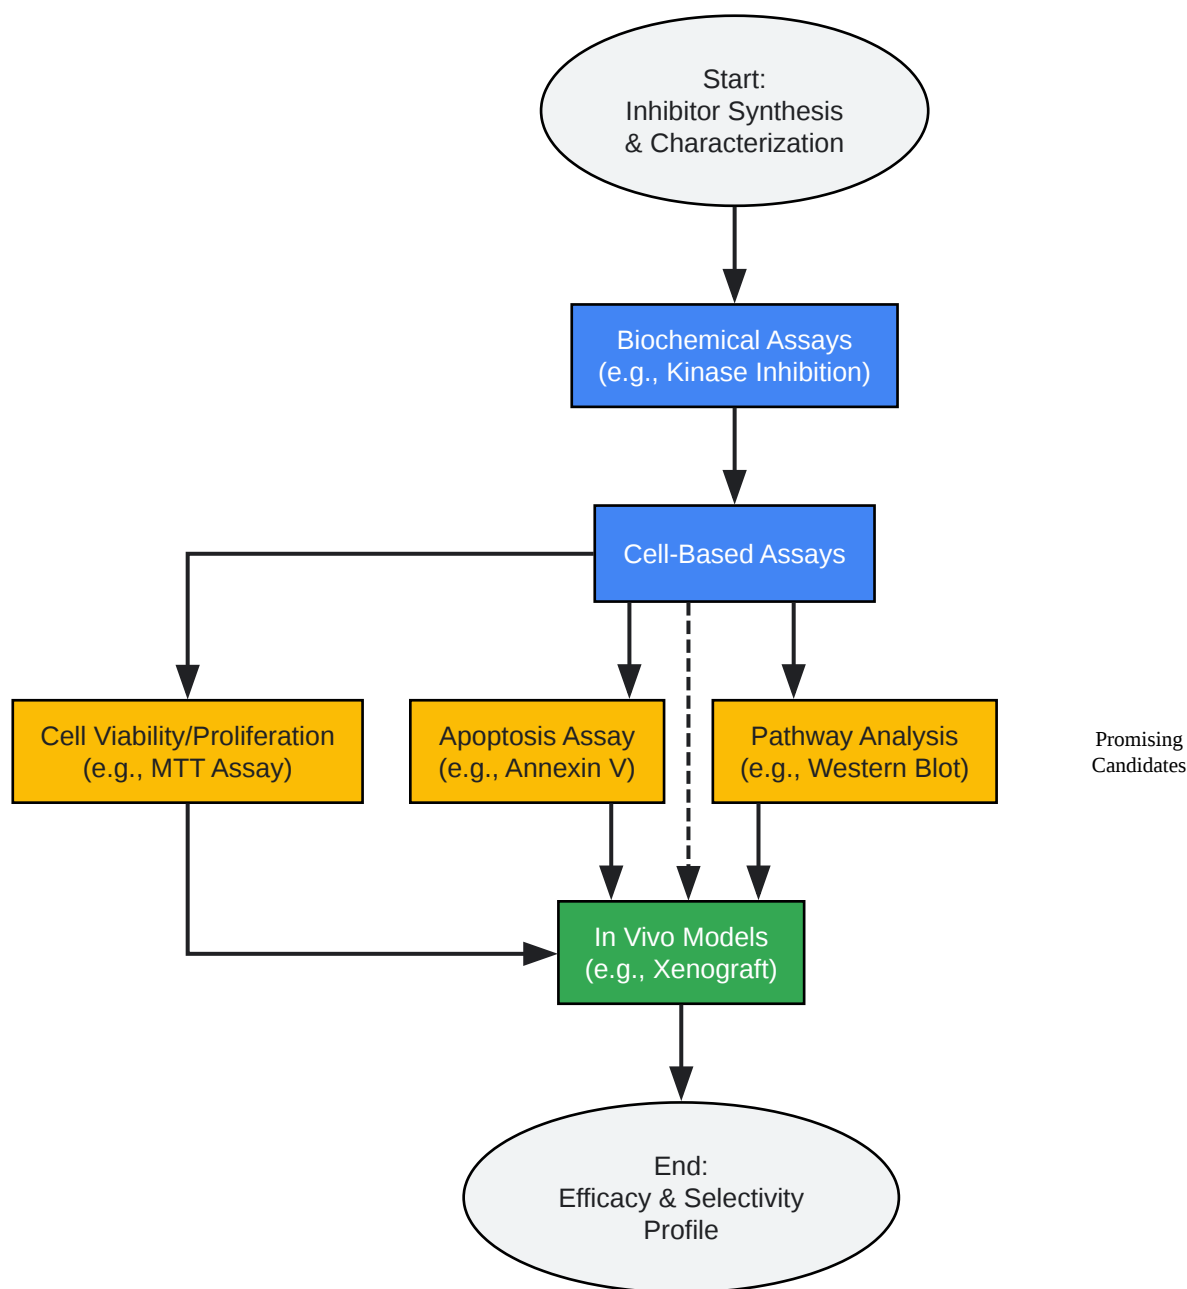 Start:
Inhibitor Synthesis
& Characterization
Biochemical Assays
(e.g., Kinase Inhibition)
Cell-Based Assays
Cell Viability/Proliferation
(e.g., MTT Assay)
Apoptosis Assay
(e.g., Annexin V)
Pathway Analysis
(e.g., Western Blot)
Promising
Candidates
In Vivo Models
(e.g., Xenograft)
End:
Efficacy & Selectivity
Profile